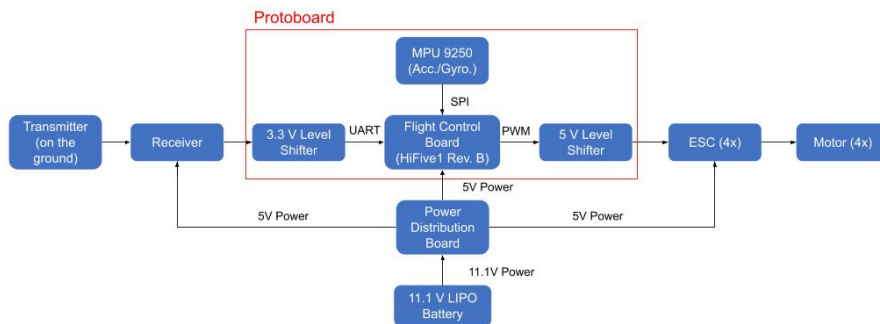 Protoboard
MPU 9250
(Acc./Gyro.)
SPI
Transmitter
(on the
ground)
Receiver
3.3 V Level
Shifter
UART
Flight Control
Board
(HiFive1 Rev. B)
PWM
5 V Level
Shifter
ESC (4x)
Motor (4x)
5V Power
5V Power
Power
Distribution
Board
5V Power
11.1V Power
11.1 V LIPO
Battery